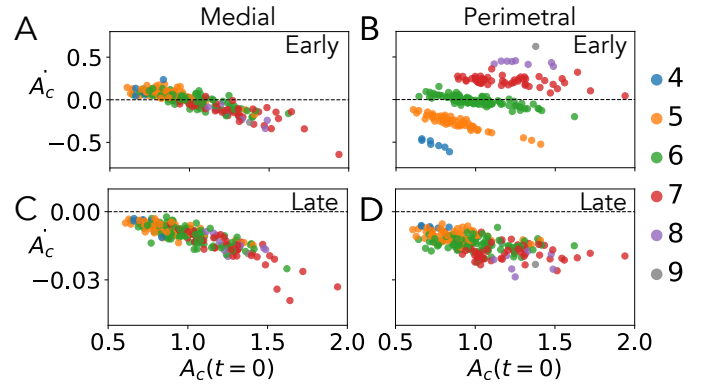 Medial
Perimetral
A
Early
B
Early
0.5
0.0
−0.5
Ȧc
C
Late
D
Late
0.00
−0.03
Ȧc
0.5
1.0
1.5
2.0
0.5
1.0
1.5
2.0
Ac(t = 0)
Ac(t = 0)
4
5
6
7
8
9